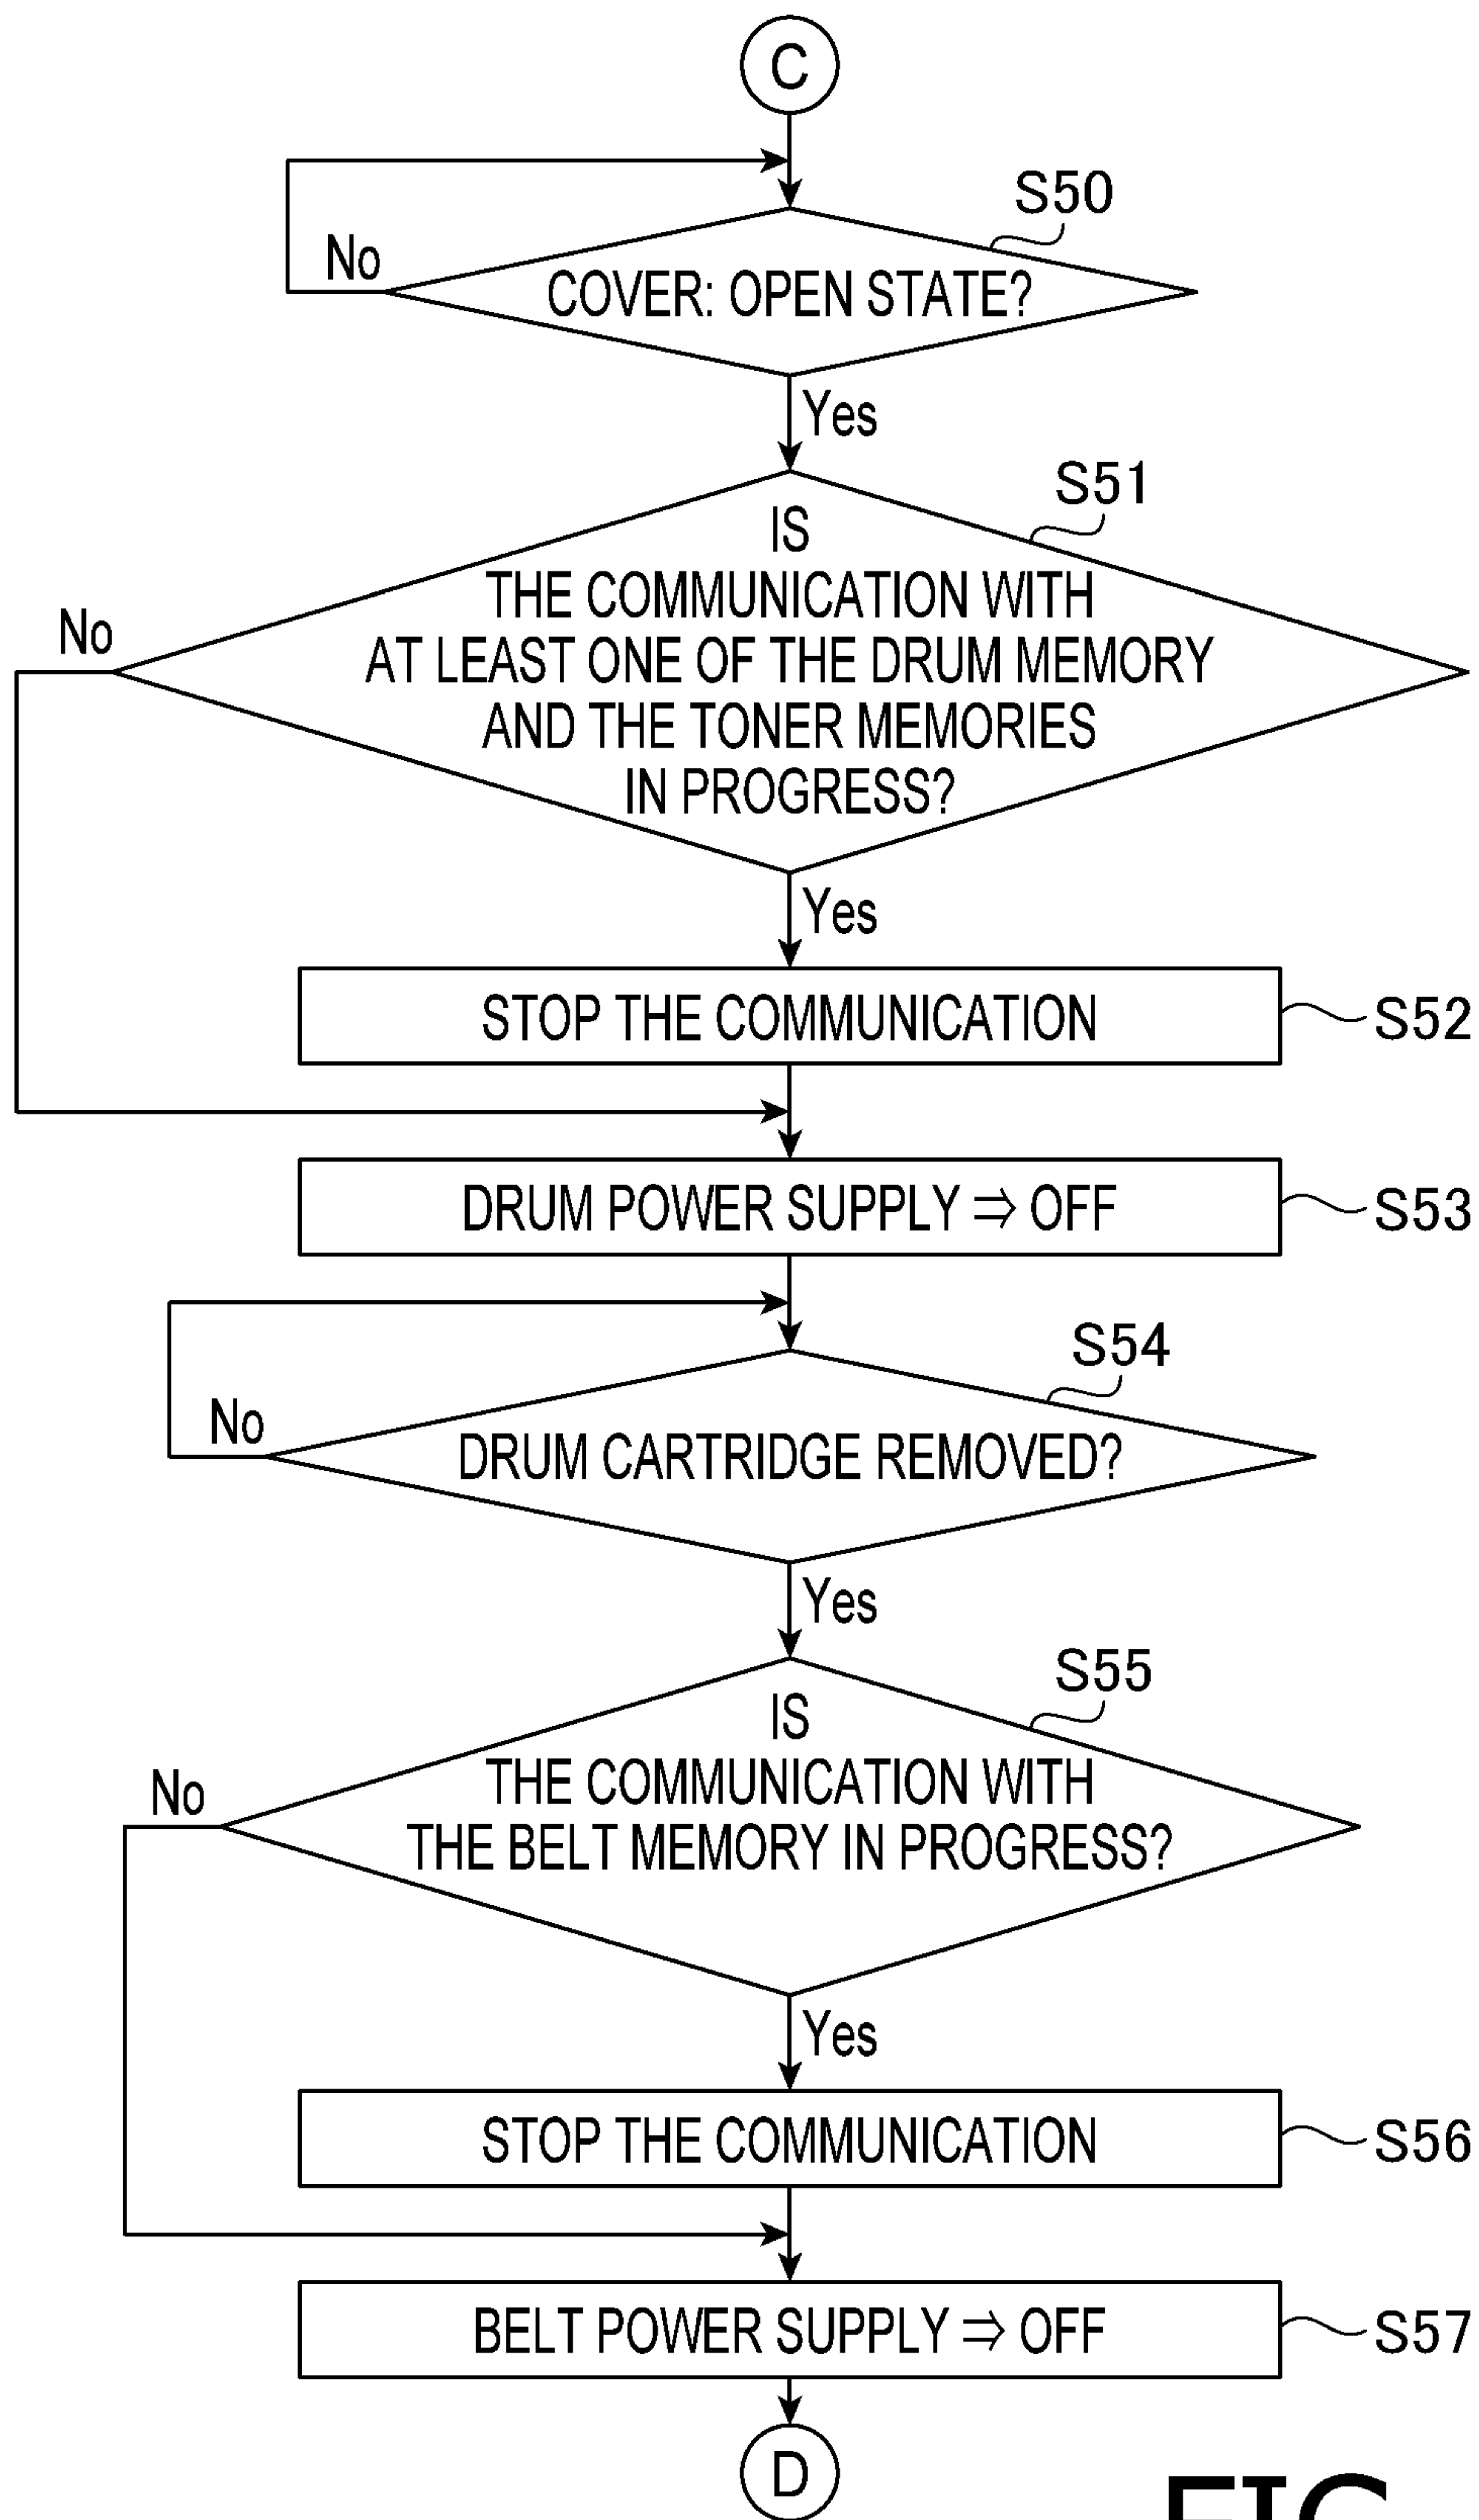 C
S50
No
COVER: OPEN STATE?
Yes
S51
IS
THE COMMUNICATION WITH
No
AT LEAST ONE OF THE DRUM MEMORY
AND THE TONER MEMORIES
IN PROGRESS?
Yes
STOP THE COMMUNICATION
S52
DRUM POWER SUPPLY ⇒ OFF
S53
S54
No
DRUM CARTRIDGE REMOVED?
Yes
S55
IS
THE COMMUNICATION WITH
No
THE BELT MEMORY IN PROGRESS?
Yes
STOP THE COMMUNICATION
S56
BELT POWER SUPPLY ⇒ OFF
S57
D